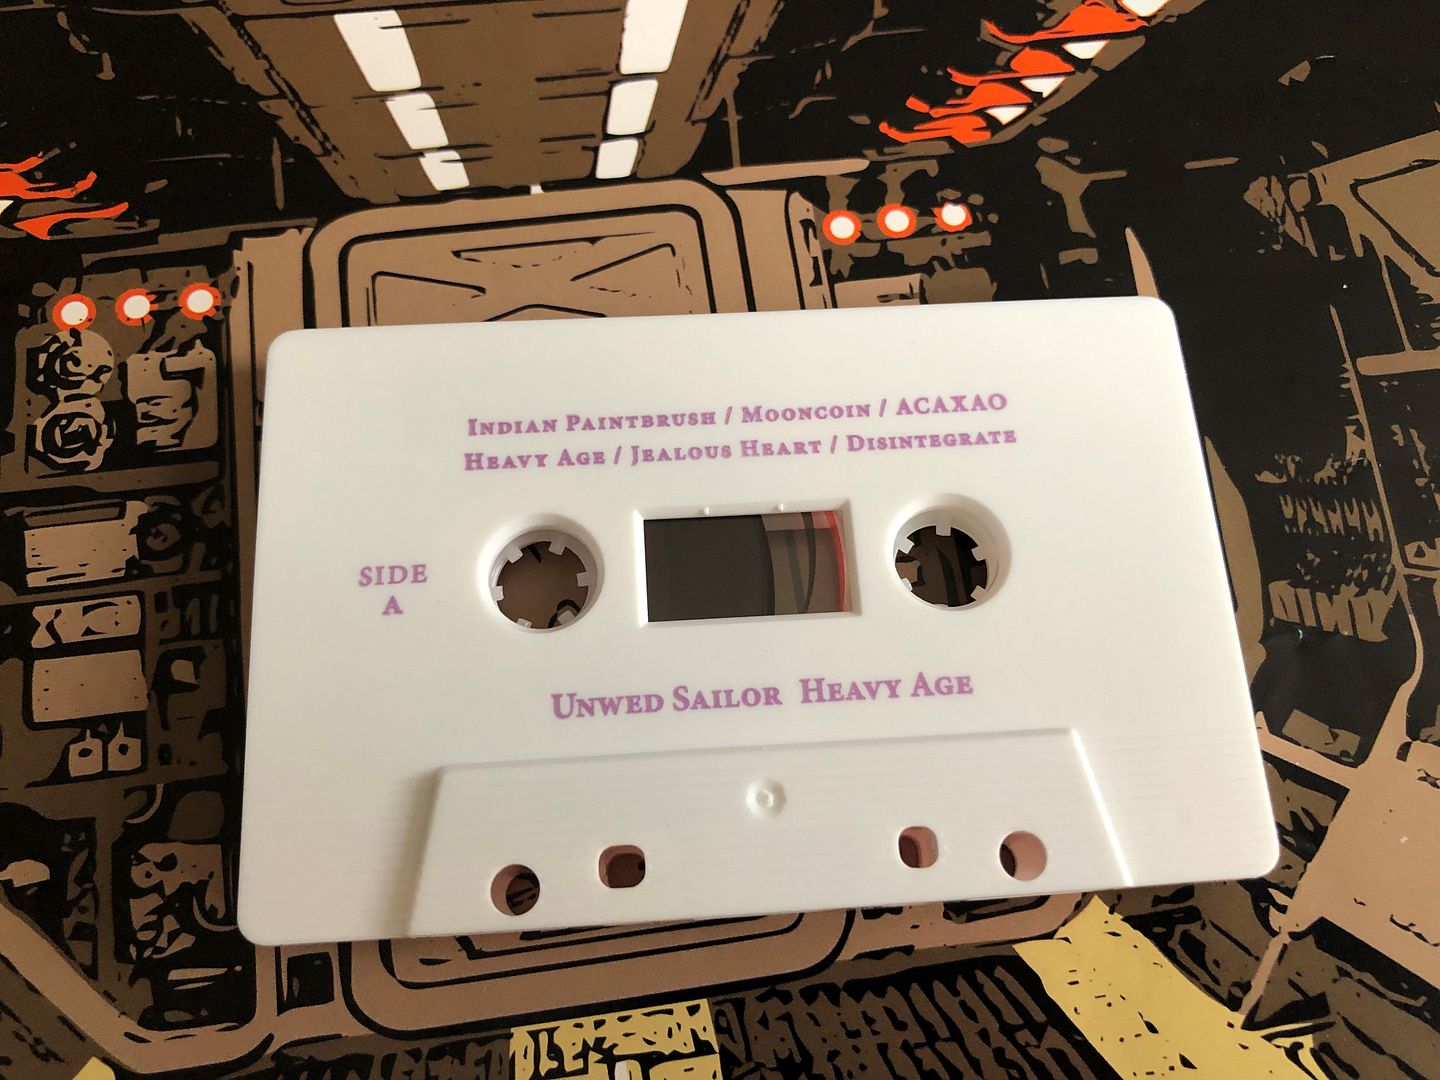 Indian Paintbrush / Mooncoin / ACAXAO
Heavy Age / Jealous Heart / Disintegrate
SIDE
A
Unwed Sailor Heavy Age